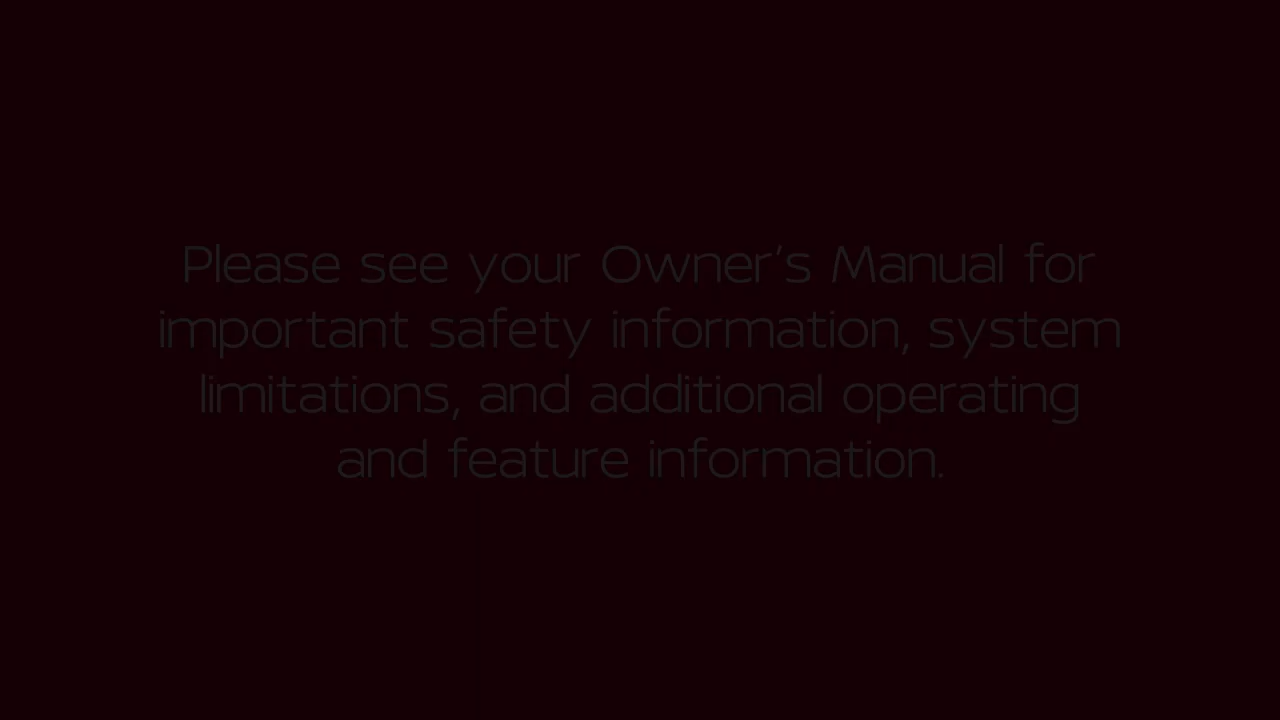 Please see your Owner’s Manual for
important safety information, system
limitations, and additional operating
and feature information.